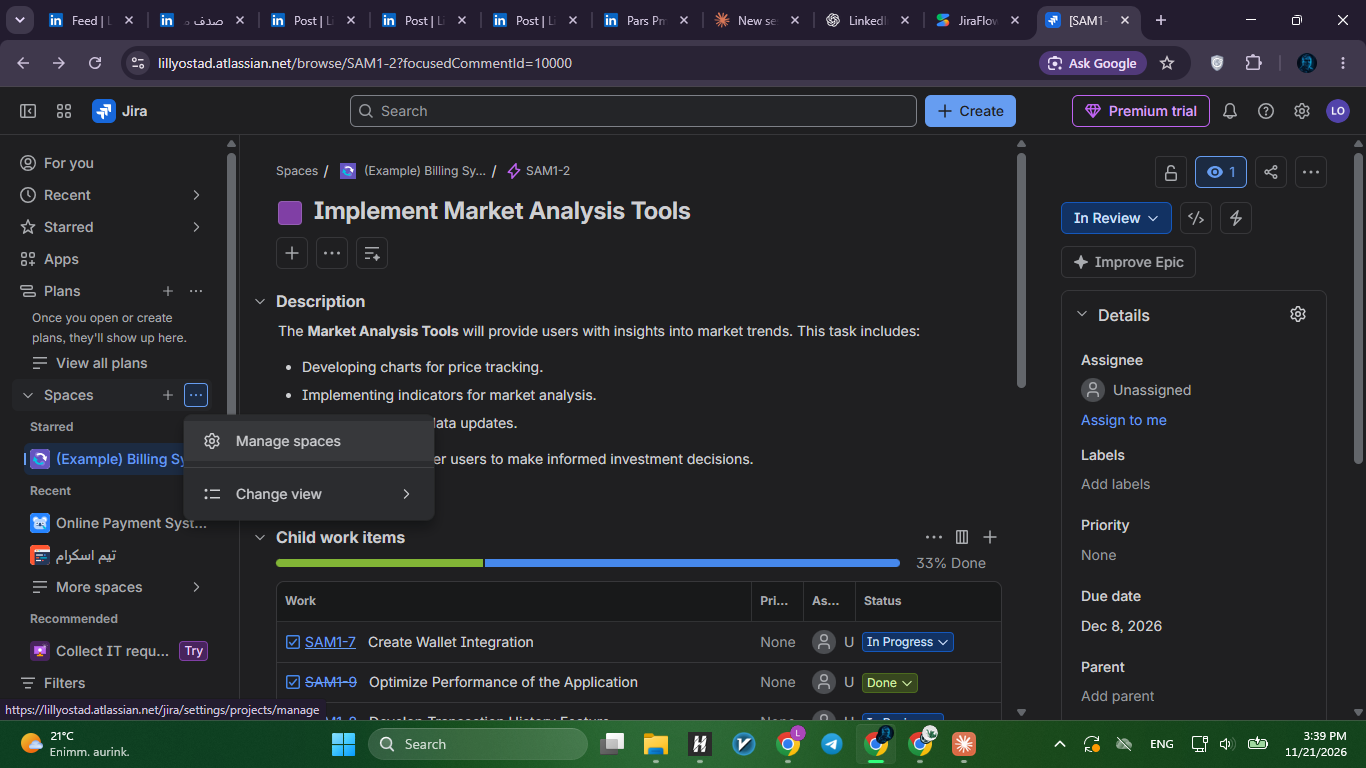 Feed | L
صدف م
Post | Li
Post | Li
Post | Li
Pars Pr
New se
LinkedI
JiraFlow
[SAM1-
lillyostad.atlassian.net/browse/SAM1-2?focusedCommentId=10000
Ask Google
Jira
Search
Create
Premium trial
LO
For you
Recent
Starred
Apps
Plans
Once you open or create
plans, they'll show up here.
View all plans
Spaces
Starred
(Example) Billing Sy
Recent
Online Payment Syst...
تیم اسکرام
More spaces
Recommended
Collect IT requ... Try
Filters
https://lillyostad.atlassian.net/jira/settings/projects/manage
Manage spaces
Change view
Spaces / (Example) Billing Sy... / SAM1-2
Implement Market Analysis Tools
Description
The Market Analysis Tools will provide users with insights into market trends. This task includes:
• Developing charts for price tracking.
• Implementing indicators for market analysis.
data updates.
er users to make informed investment decisions.
Child work items
33% Done
Work Pri... As... Status
SAM1-7 Create Wallet Integration None U In Progress
SAM1-9 Optimize Performance of the Application None U Done
1
In Review
Improve Epic
Details
Assignee
Unassigned
Assign to me
Labels
Add labels
Priority
None
Due date
Dec 8, 2026
Parent
Add parent
21°C
Enimm. aurink.
Search
L
ENG
3:39 PM
11/21/2026